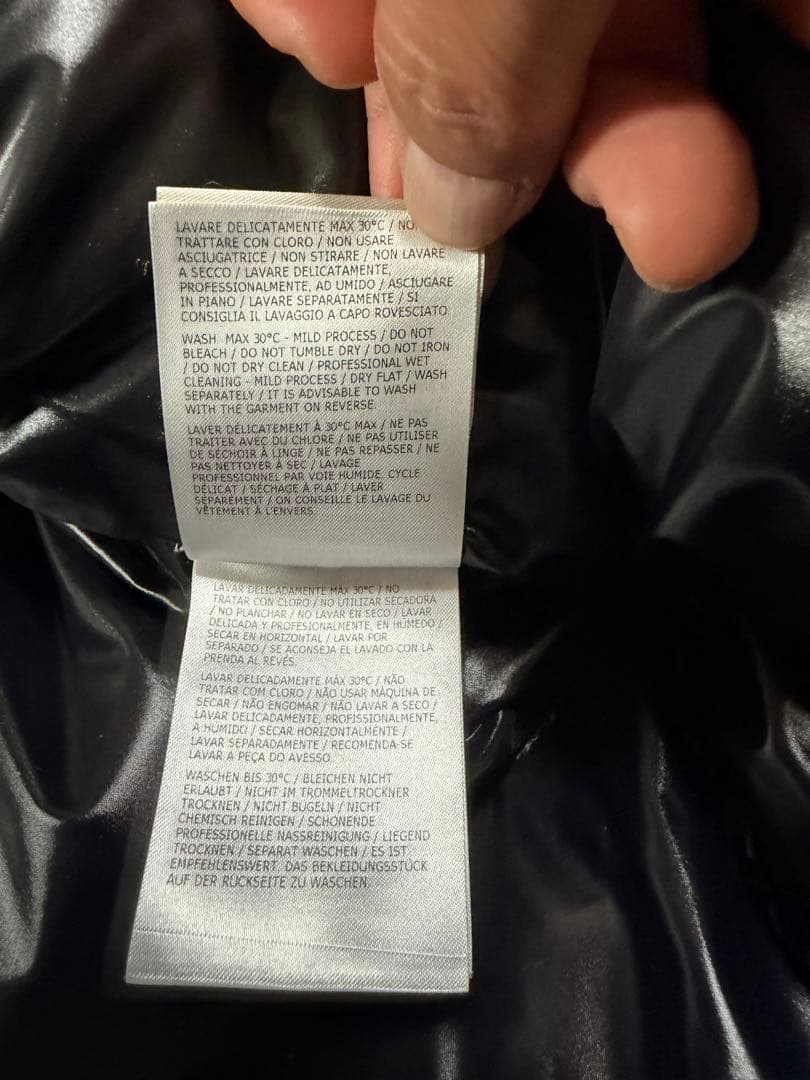 LAVARE DELICATAMENTE MAX 30°C / NO
TRATTARE CON CLORO / NON USARE
ASCIUGATRICE / NON STIRARE / NON LAVARE
A SECCO / LAVARE DELICATAMENTE,
PROFESSIONALMENTE, AD UMIDO / ASCIUGARE
IN PIANO / LAVARE SEPARATAMENTE / SI
CONSIGLIA IL LAVAGGIO A CAPO ROVESCIATO
WASH MAX 30°C - MILD PROCESS / DO NOT
BLEACH / DO NOT TUMBLE DRY / DO NOT IRON
/ DO NOT DRY CLEAN / PROFESSIONAL WET
CLEANING - MILD PROCESS / DRY FLAT / WASH
SEPARATELY / IT IS ADVISABLE TO WASH
WITH THE GARMENT ON REVERSE.
LAVER DÉLICATEMENT À 30°C MAX / NE PAS
TRAITER AVEC DU CHLORE / NE PAS UTILISER
DE SÉCHOIR À LINGE / NE PAS REPASSER / NE
PAS NETTOYER À SEC / LAVAGE
PROFESSIONNEL PAR VOIE HUMIDE, CYCLE
DÉLICAT / SÉCHAGE À PLAT / LAVER
SÉPARÉMENT / ON CONSEILLE LE LAVAGE DU
VÊTEMENT À L'ENVERS.
LAVAR DELICADAMENTE MÁX 30°C / NO
TRATAR CON CLORO / NO UTILIZAR SECADORA
/ NO PLANCHAR / NO LAVAR EN SECO / LAVAR
DELICADA Y PROFESIONALMENTE, EN HÚMEDO /
SECAR EN HORIZONTAL / LAVAR POR
SEPARADO / SE ACONSEJA EL LAVADO CON LA
PRENDA AL REVÉS.
LAVAR DELICADAMENTE MÁX 30°C / NÃO
TRATAR COM CLORO / NÃO USAR MÁQUINA DE
SECAR / NÃO ENGOMAR / NÃO LAVAR A SECO /
LAVAR DELICADAMENTE, PROFISSIONALMENTE,
A HÚMIDO / SECAR HORIZONTALMENTE /
LAVAR SEPARADAMENTE / RECOMENDA-SE
LAVAR A PEÇA DO AVESSO
WASCHEN BIS 30°C / BLEICHEN NICHT
ERLAUBT / NICHT IM TROMMELTROCKNER
TROCKNEN / NICHT BÜGELN / NICHT
CHEMISCH REINIGEN / SCHONENDE
PROFESSIONELLE NASSREINIGUNG / LIEGEND
TROCKNEN / SEPARAT WASCHEN / ES IST
EMPFEHLENSWERT, DAS BEKLEIDUNGSSTÜCK
AUF DER RÜCKSEITE ZU WASCHEN.